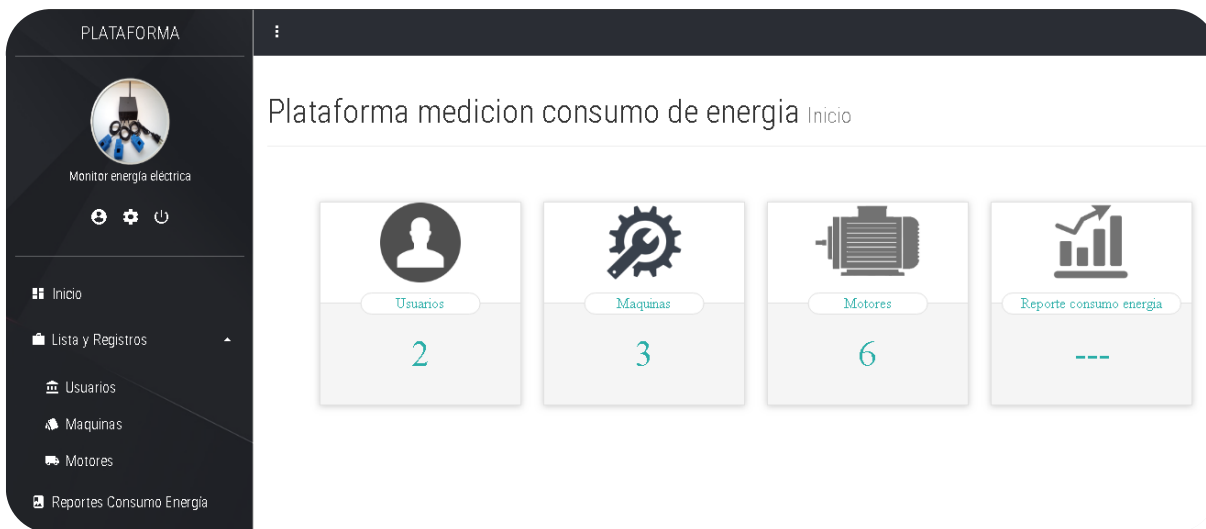 PLATAFORMA
Monitor energía eléctrica
Inicio
Lista y Registros
Usuarios
Maquinas
Motores
Reportes Consumo Energía
Plataforma medicion consumo de energia Inicio
Usuarios
2
Maquinas
3
Motores
6
Reporte consumo energia
---